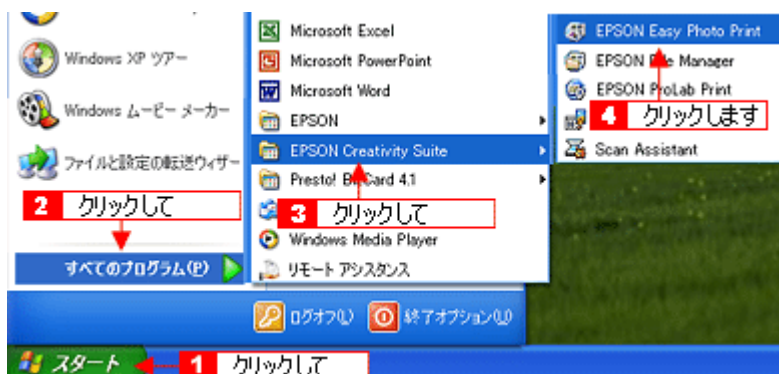 Windows XP ツアー
Windows ムービー メーカー
ファイルと設定の転送ウィザー
2 クリックして
すべてのプログラム(P)
Microsoft Excel
Microsoft PowerPoint
Microsoft Word
EPSON
EPSON Creativity Suite
Presto! BizCard 4.1
3 クリックして
Windows Media Player
リモート アシスタンス
EPSON Easy Photo Print
EPSON File Manager
EPSON ProLab Print
4 クリックします
Scan Assistant
ログオフ(L)
終了オプション(U)
スタート
1 クリックして